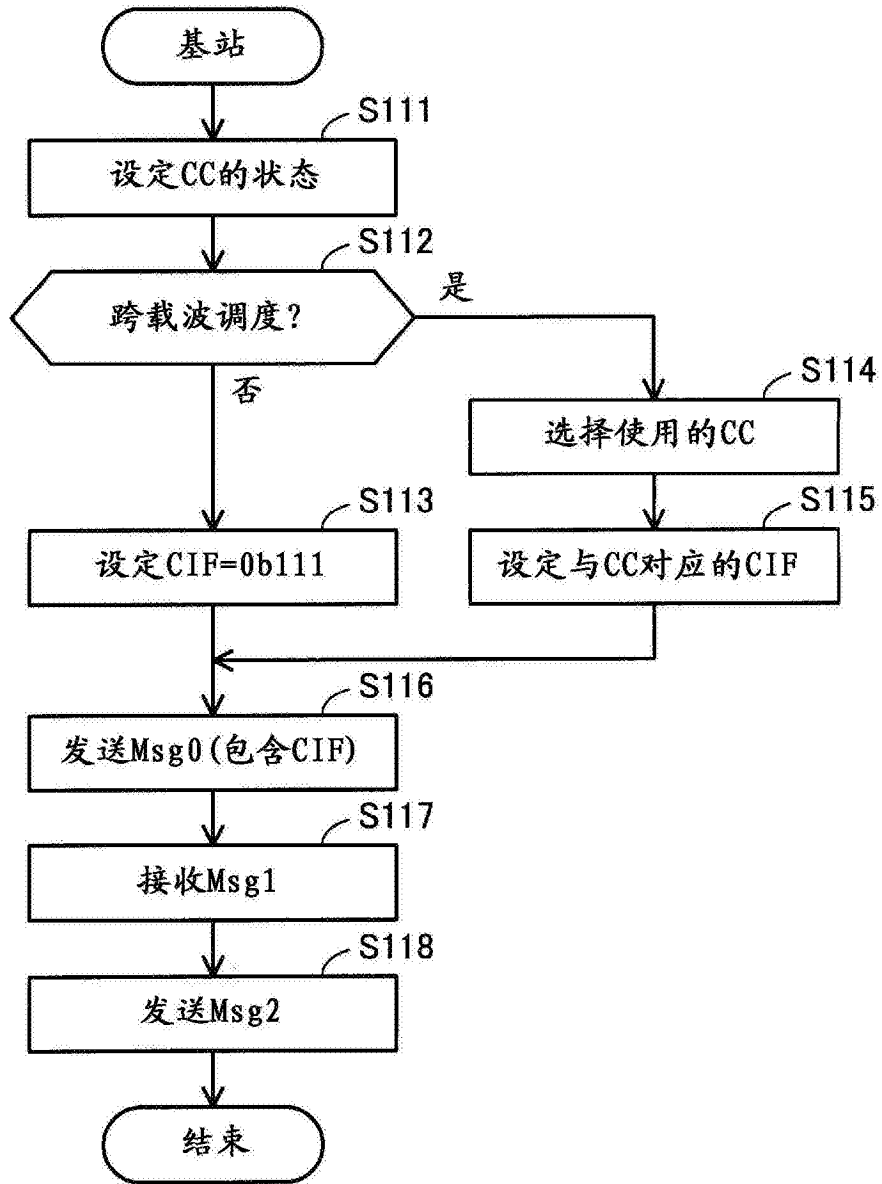 基站
S111
设定CC的状态
S112
跨载波调度?
是
否
S114
选择使用的CC
S113
设定CIF=0b111
S115
设定与CC对应的CIF
S116
发送Msg0(包含CIF)
S117
接收Msg1
S118
发送Msg2
结束